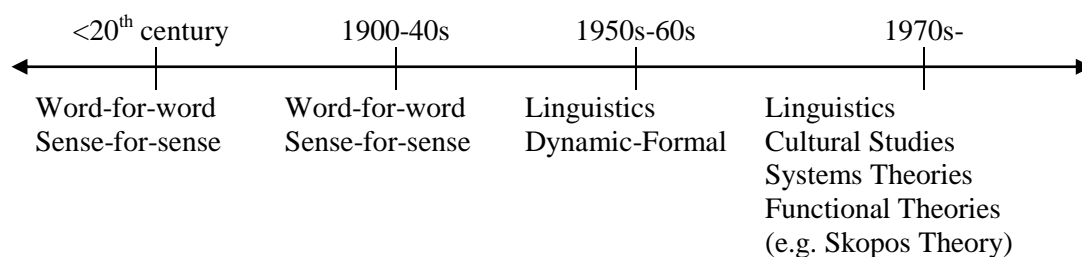 <20th century 1900-40s 1950s-60s 1970s-
Word-for-word Word-for-word Linguistics Linguistics
Sense-for-sense Sense-for-sense Dynamic-Formal Cultural Studies
Systems Theories
Functional Theories
(e.g. Skopos Theory)